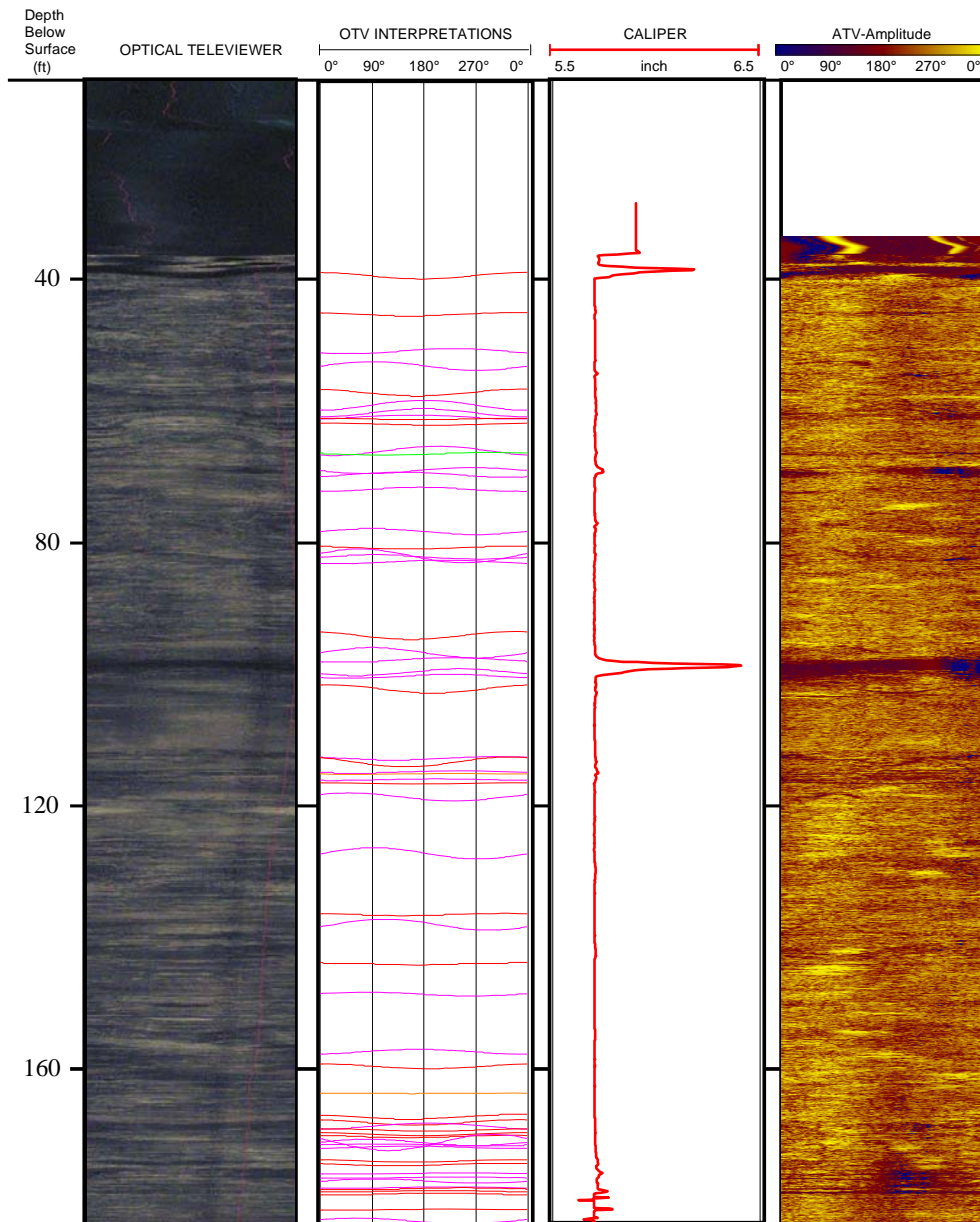 Depth
Below
Surface
(ft)
OPTICAL TELEVIEWER
OTV INTERPRETATIONS
0° 90° 180° 270° 0°
CALIPER
5.5 inch 6.5
ATV-Amplitude
0° 90° 180° 270° 0°
40
80
120
160